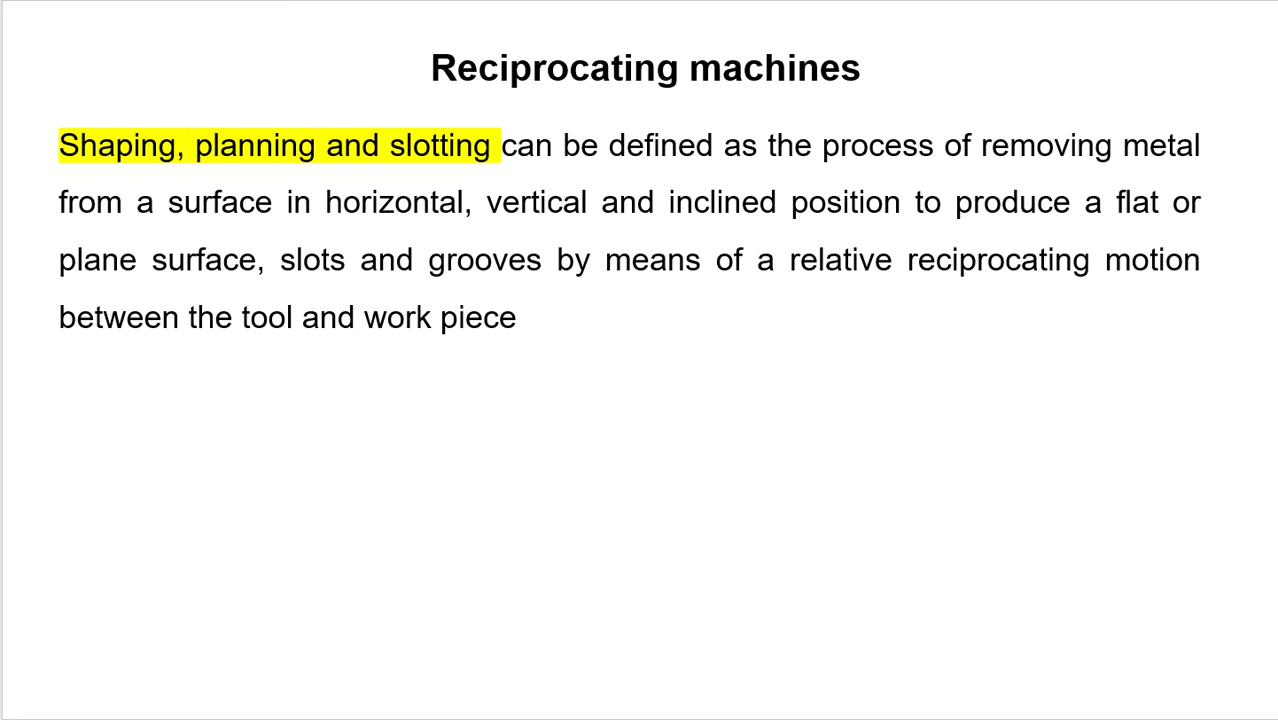 Reciprocating machines
Shaping, planning and slotting can be defined as the process of removing metal
from a surface in horizontal, vertical and inclined position to produce a flat or
plane surface, slots and grooves by means of a relative reciprocating motion
between the tool and work piece